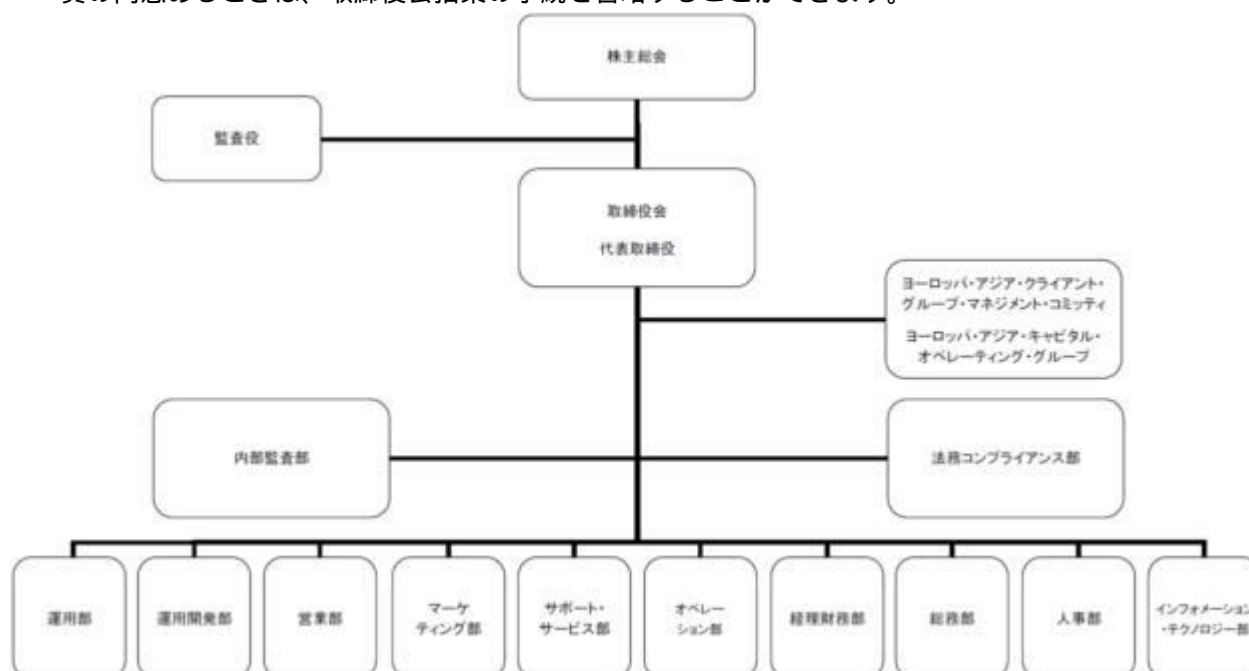 株主総会
監査役
取締役会
代表取締役
ヨーロッパ・アジア・クライアント・
グループ・マネジメント・コミッティ
ヨーロッパ・アジア・キャピタル・
オペレーティング・グループ
内部監査部
法務コンプライアンス部
運用部
運用開発部
営業部
マーケ
ティング部
サポート・
サービス部
オペレー
ション部
経理財務部
総務部
人事部
インフォメーション
・テクノロジー部